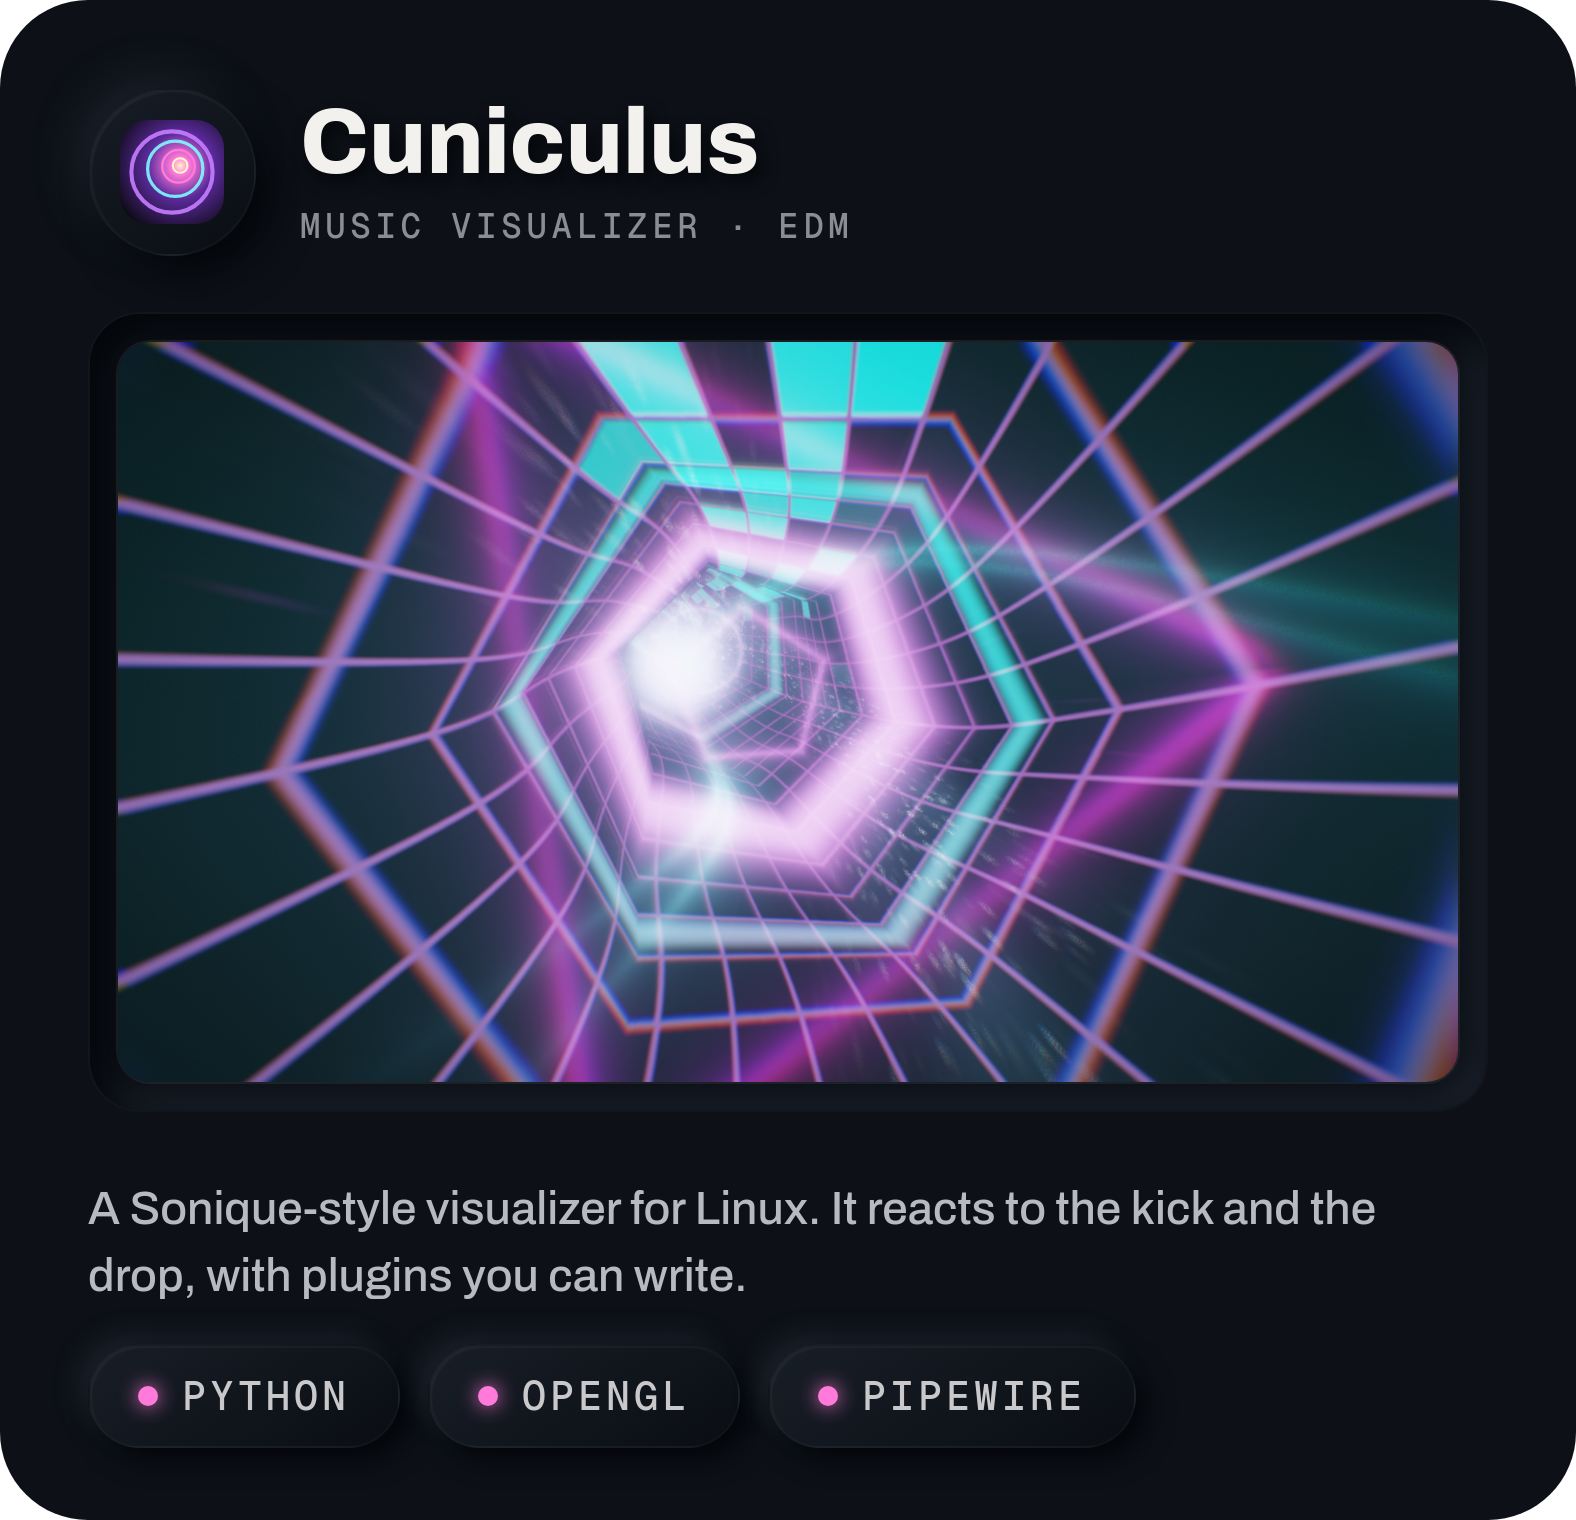 Cuniculus
MUSIC VISUALIZER · EDM
A Sonique-style visualizer for Linux. It reacts to the kick and the
drop, with plugins you can write.
PYTHON
OPENGL
PIPEWIRE